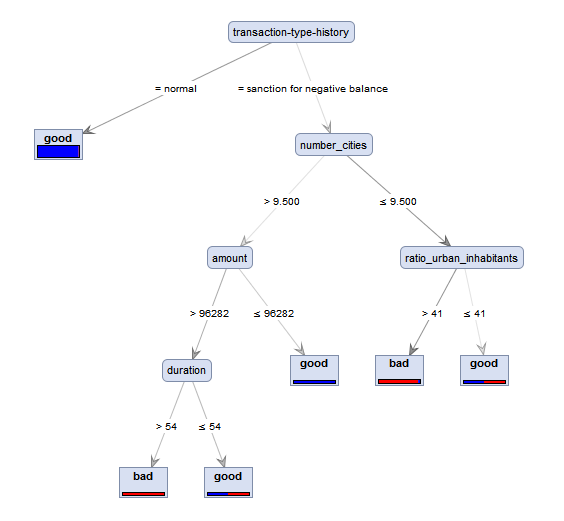 transaction-type-history
= normal
= sanction for negative balance
good
number_cities
> 9.500
≤ 9.500
amount
ratio_urban_inhabitants
> 96282
≤ 96282
> 41
≤ 41
duration
good
bad
good
> 54
≤ 54
bad
good